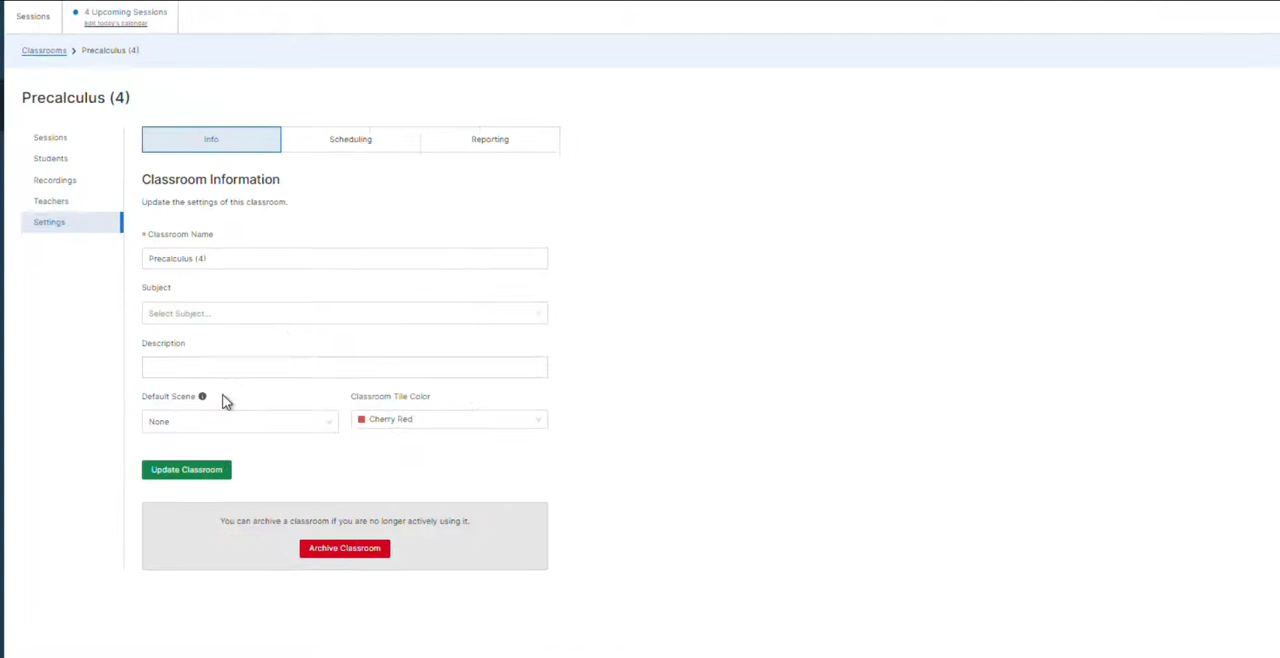 Sessions
4 Upcoming Sessions
Edit today's calendar
Classrooms > Precalculus (4)
Precalculus (4)
Sessions
Students
Recordings
Teachers
Settings
Info
Scheduling
Reporting
Classroom Information
Update the settings of this classroom.
* Classroom Name
Precalculus (4)
Subject
Select Subject...
Description
Default Scene
Classroom Tile Color
None
Cherry Red
Update Classroom
You can archive a classroom if you are no longer actively using it.
Archive Classroom